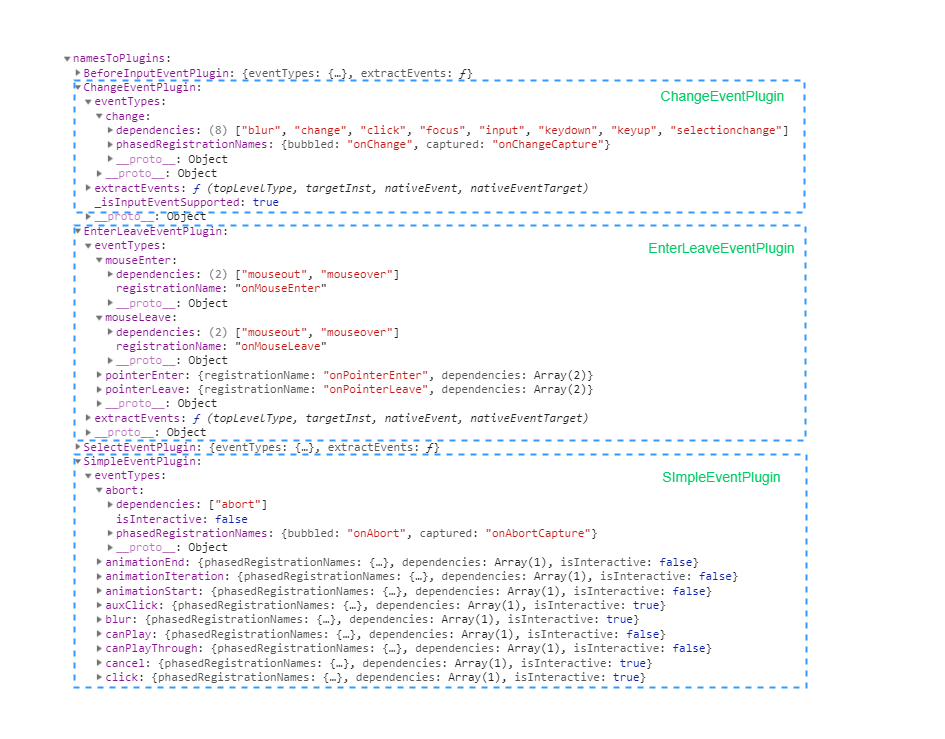 namesToPlugins:
BeforeInputEventPlugin: {eventTypes: {…}, extractEvents: ƒ}
ChangeEventPlugin:
ChangeEventPlugin
eventTypes:
change:
dependencies: (8) ["blur", "change", "click", "focus", "input", "keydown", "keyup", "selectionchange"]
phasedRegistrationNames: {bubbled: "onChange", captured: "onChangeCapture"}
__proto__: Object
__proto__: Object
extractEvents: ƒ (topLevelType, targetInst, nativeEvent, nativeEventTarget)
_isInputEventSupported: true
__proto__: Object
EnterLeaveEventPlugin:
eventTypes:
EnterLeaveEventPlugin
mouseEnter:
dependencies: (2) ["mouseout", "mouseover"]
registrationName: "onMouseEnter"
__proto__: Object
mouseLeave:
dependencies: (2) ["mouseout", "mouseover"]
registrationName: "onMouseLeave"
__proto__: Object
pointerEnter: {registrationName: "onPointerEnter", dependencies: Array(2)}
pointerLeave: {registrationName: "onPointerLeave", dependencies: Array(2)}
__proto__: Object
extractEvents: ƒ (topLevelType, targetInst, nativeEvent, nativeEventTarget)
__proto__: Object
SelectEventPlugin: {eventTypes: {…}, extractEvents: ƒ}
SimpleEventPlugin:
eventTypes:
SImpleEventPlugin
abort:
dependencies: ["abort"]
isInteractive: false
phasedRegistrationNames: {bubbled: "onAbort", captured: "onAbortCapture"}
__proto__: Object
animationEnd: {phasedRegistrationNames: {…}, dependencies: Array(1), isInteractive: false}
animationIteration: {phasedRegistrationNames: {…}, dependencies: Array(1), isInteractive: false}
animationStart: {phasedRegistrationNames: {…}, dependencies: Array(1), isInteractive: false}
auxClick: {phasedRegistrationNames: {…}, dependencies: Array(1), isInteractive: true}
blur: {phasedRegistrationNames: {…}, dependencies: Array(1), isInteractive: true}
canPlay: {phasedRegistrationNames: {…}, dependencies: Array(1), isInteractive: false}
canPlayThrough: {phasedRegistrationNames: {…}, dependencies: Array(1), isInteractive: false}
cancel: {phasedRegistrationNames: {…}, dependencies: Array(1), isInteractive: true}
click: {phasedRegistrationNames: {…}, dependencies: Array(1), isInteractive: true}